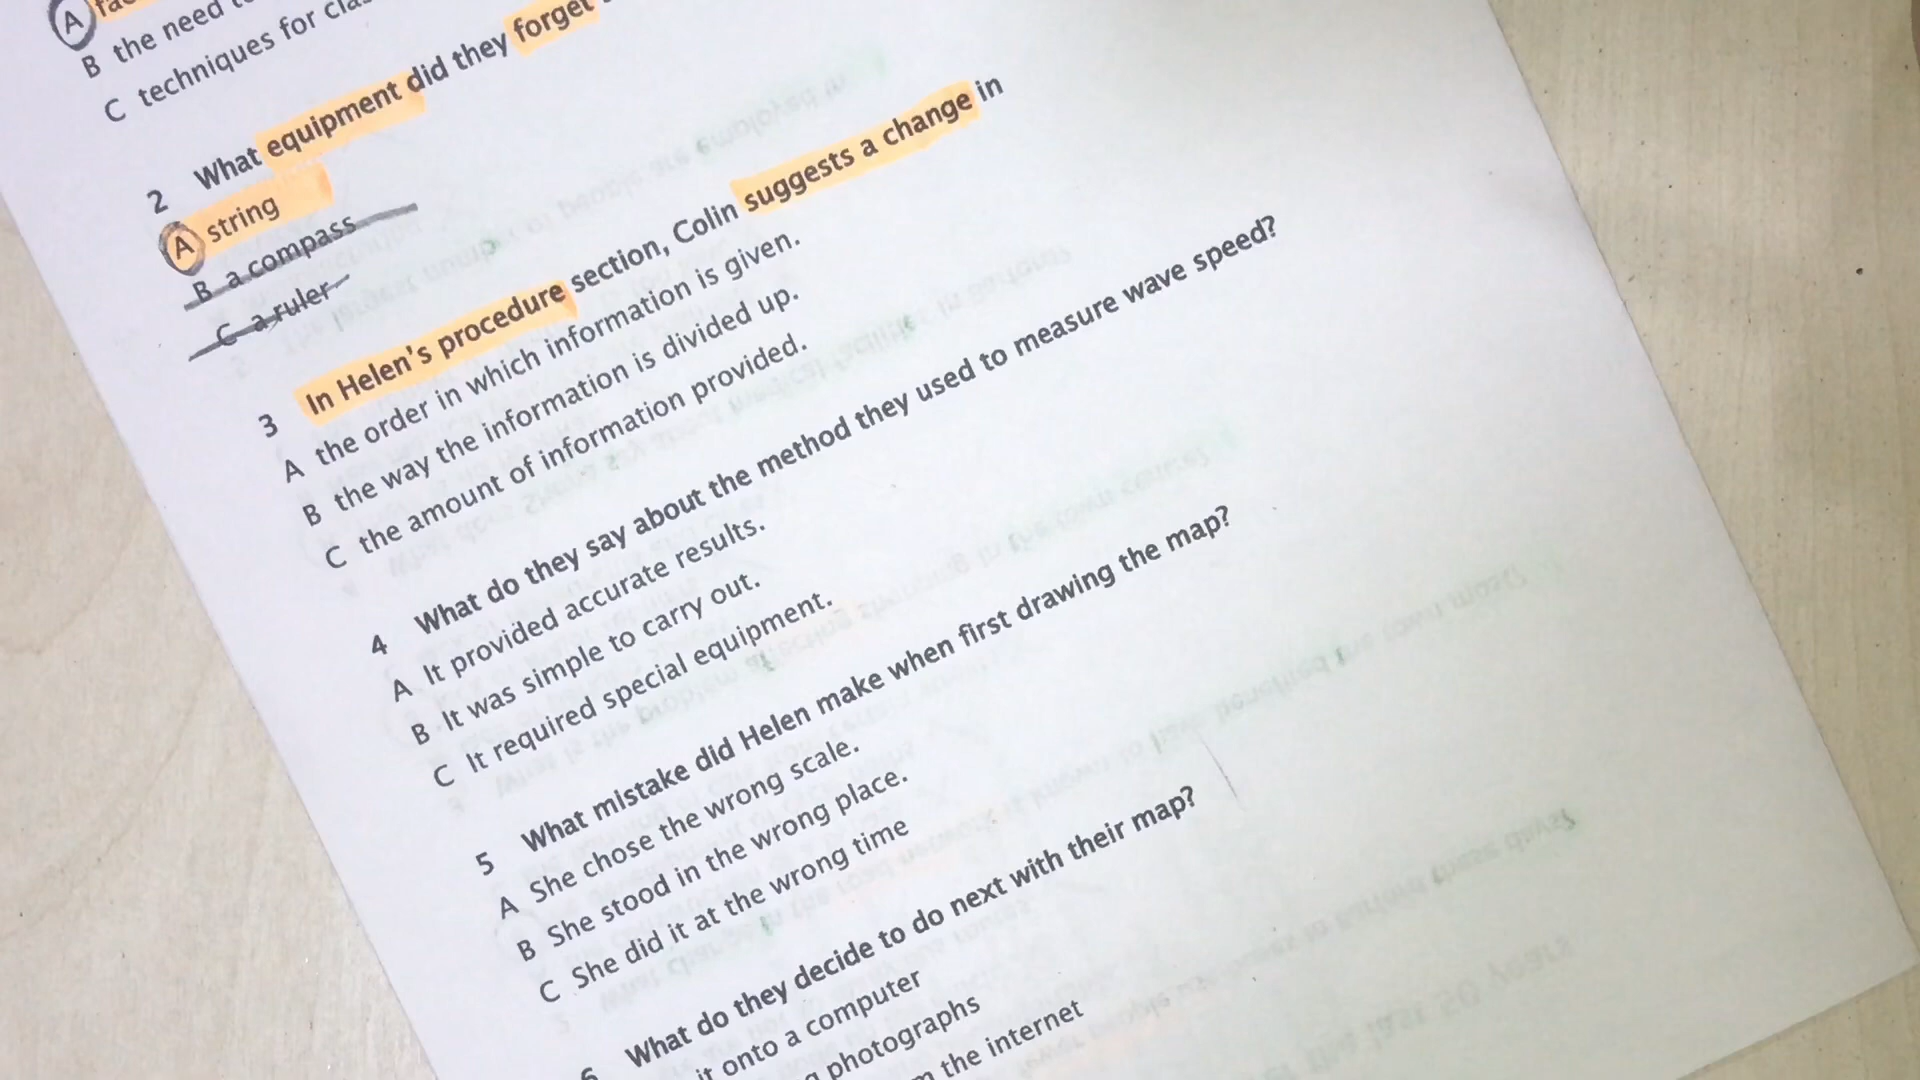 A
B the need
C techniques for
2 What equipment did they forget
A string
B a compass
C a ruler
3 In Helen's procedure section, Colin suggests a change in
A the order in which information is given.
B the way the information is divided up.
C the amount of information provided.
4 What do they say about the method they used to measure wave speed?
A It provided accurate results.
B It was simple to carry out.
C It required special equipment.
5 What mistake did Helen make when first drawing the map?
A She chose the wrong scale.
B She stood in the wrong place.
C She did it at the wrong time
6 What do they decide to do next with their map?
it onto a computer
photographs
the internet